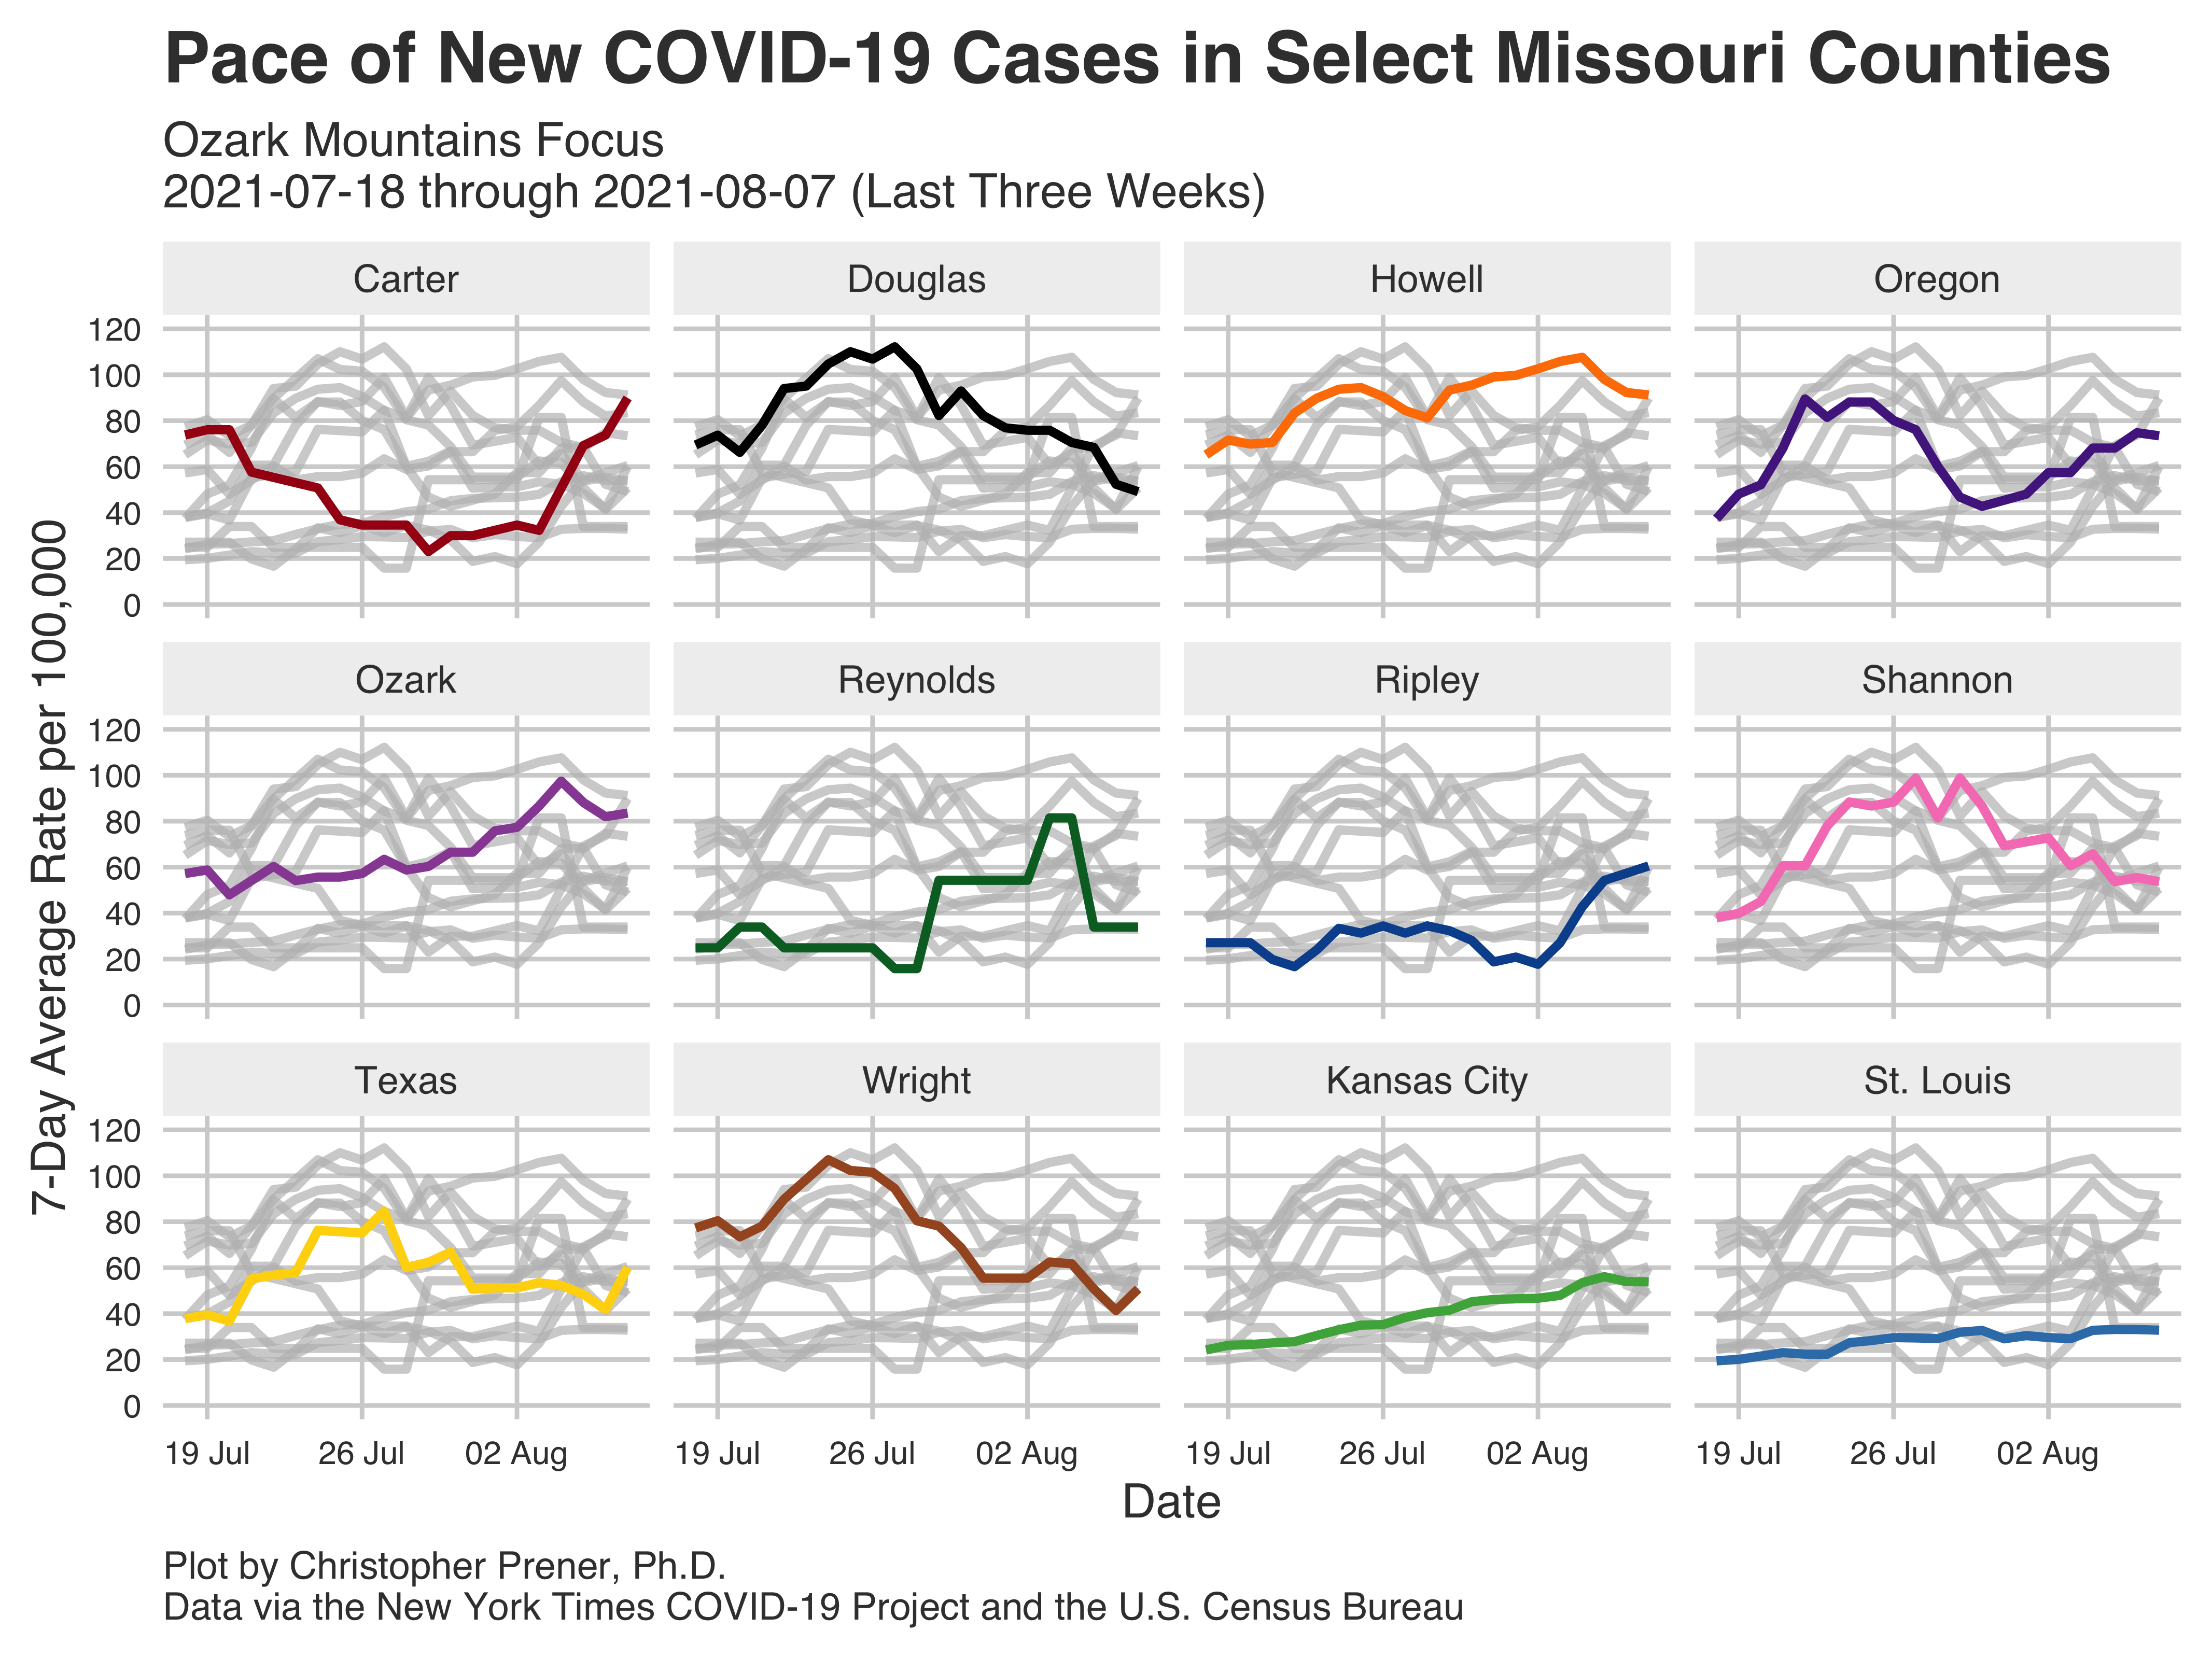 Pace of New COVID-19 Cases in Select Missouri Counties
Ozark Mountains Focus
2021-07-18 through 2021-08-07 (Last Three Weeks)
7-Day Average Rate per 100,000
Carter
Douglas
Howell
Oregon
120
100
80
60
40
20
0
Ozark
Reynolds
Ripley
Shannon
120
100
80
60
40
20
0
Texas
Wright
Kansas City
St. Louis
120
100
80
60
40
20
0
19 Jul
26 Jul
02 Aug
19 Jul
26 Jul
02 Aug
19 Jul
26 Jul
02 Aug
19 Jul
26 Jul
02 Aug
Date
Plot by Christopher Prener, Ph.D.
Data via the New York Times COVID-19 Project and the U.S. Census Bureau